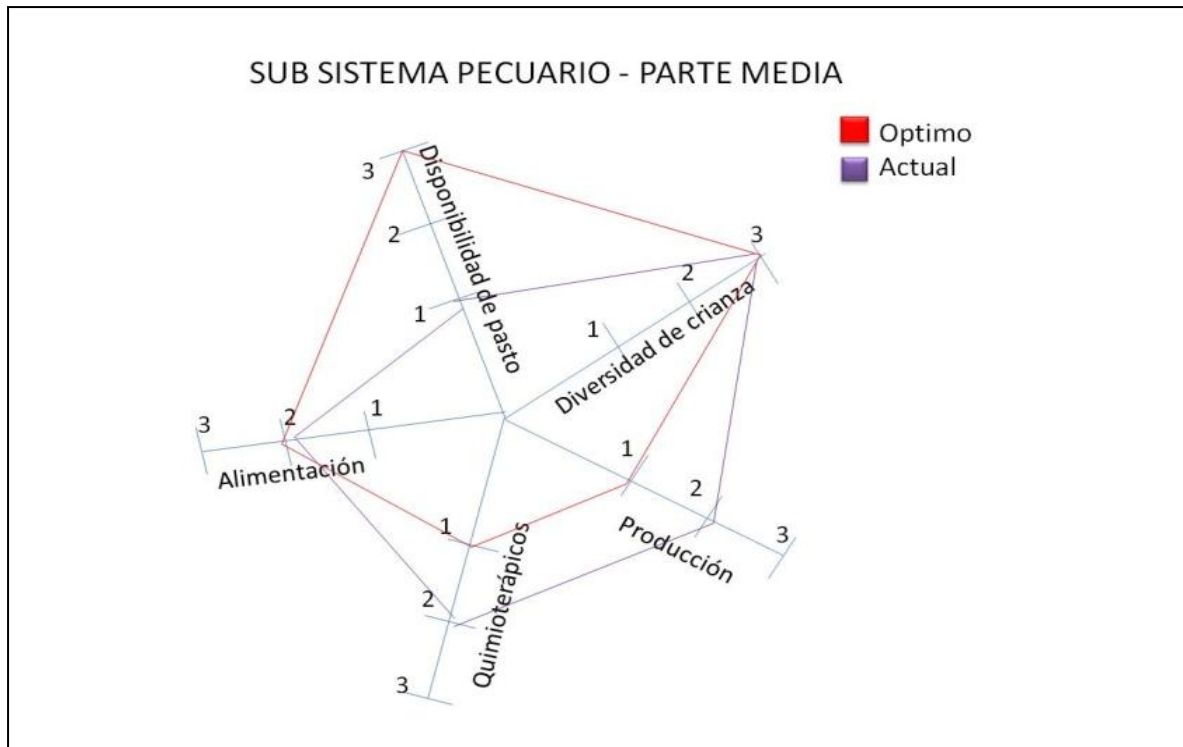 SUB SISTEMA PECUARIO - PARTE MEDIA
Optimo
Actual
3
2
1
Disponibilidad de pasto
3
2
1
Diversidad de crianza
3
2
1
Alimentación
1
2
3
Producción
1
2
3
Quimioterápicos